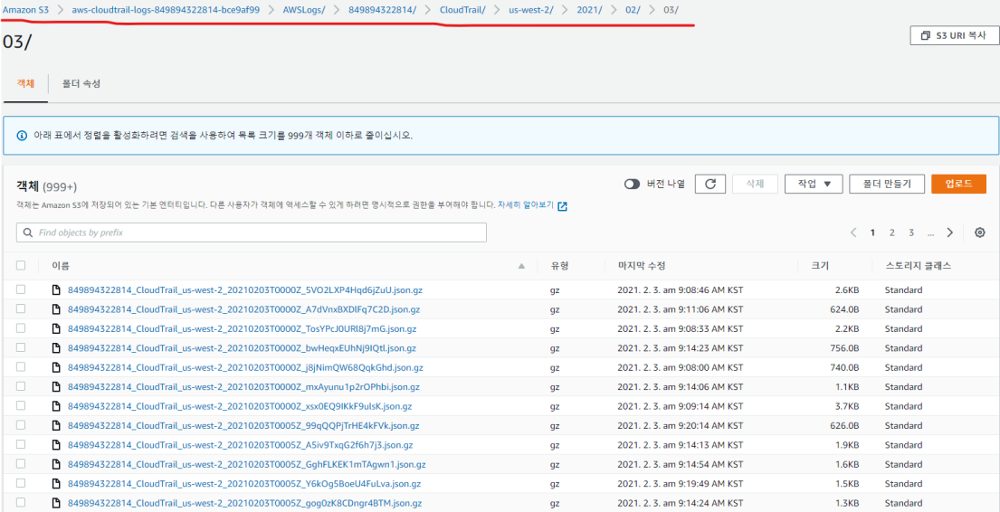 Amazon S3 > aws-cloudtrail-logs-849894322814-bce9af99 > AWSLogs/ > 849894322814/ > CloudTrail/ > us-west-2/ > 2021/ > 02/ > 03/
03/
S3 URI 복사
객체 폴더 속성
아래 표에서 정렬을 활성화하려면 검색을 사용하여 목록 크기를 999개 객체 이하로 줄이십시오.
객체 (999+) 버전 나열 삭제 작업 ▼ 폴더 만들기 업로드
객체는 Amazon S3에 저장되어 있는 기본 엔터티입니다. 다른 사용자가 객체에 액세스할 수 있게 하려면 명시적으로 권한을 부여해야 합니다. 자세히 알아보기
Find objects by prefix < 1 2 3 ... >
이름 유형 마지막 수정 크기 스토리지 클래스
849894322814_CloudTrail_us-west-2_20210203T0000Z_5VO2LXP4Hqd6jZuU.json.gz gz 2021. 2. 3. am 9:08:46 AM KST 2.6KB Standard
849894322814_CloudTrail_us-west-2_20210203T0000Z_A7dVnxBXDlFq7C2D.json.gz gz 2021. 2. 3. am 9:11:06 AM KST 624.0B Standard
849894322814_CloudTrail_us-west-2_20210203T0000Z_TosYPcJ0URl8j7mG.json.gz gz 2021. 2. 3. am 9:08:33 AM KST 2.2KB Standard
849894322814_CloudTrail_us-west-2_20210203T0000Z_bwHeqxEUhNj9IQtl.json.gz gz 2021. 2. 3. am 9:14:23 AM KST 756.0B Standard
849894322814_CloudTrail_us-west-2_20210203T0000Z_j8jNimQW68QqkGhd.json.gz gz 2021. 2. 3. am 9:08:00 AM KST 740.0B Standard
849894322814_CloudTrail_us-west-2_20210203T0000Z_mxAyunu1p2rOPhbi.json.gz gz 2021. 2. 3. am 9:14:06 AM KST 1.1KB Standard
849894322814_CloudTrail_us-west-2_20210203T0000Z_xsx0EQ9IKkF9ulsK.json.gz gz 2021. 2. 3. am 9:09:14 AM KST 3.7KB Standard
849894322814_CloudTrail_us-west-2_20210203T0005Z_99qQQPjTrHE4kFVk.json.gz gz 2021. 2. 3. am 9:20:14 AM KST 626.0B Standard
849894322814_CloudTrail_us-west-2_20210203T0005Z_A5iv9TxqG2f6h7j3.json.gz gz 2021. 2. 3. am 9:14:13 AM KST 1.9KB Standard
849894322814_CloudTrail_us-west-2_20210203T0005Z_GghFLKEK1mTAgwn1.json.gz gz 2021. 2. 3. am 9:14:54 AM KST 1.6KB Standard
849894322814_CloudTrail_us-west-2_20210203T0005Z_Y6kOg5BoeU4FuLva.json.gz gz 2021. 2. 3. am 9:19:49 AM KST 1.5KB Standard
849894322814_CloudTrail_us-west-2_20210203T0005Z_gog0zK8CDngr4BTM.json.gz gz 2021. 2. 3. am 9:14:24 AM KST 1.3KB Standard